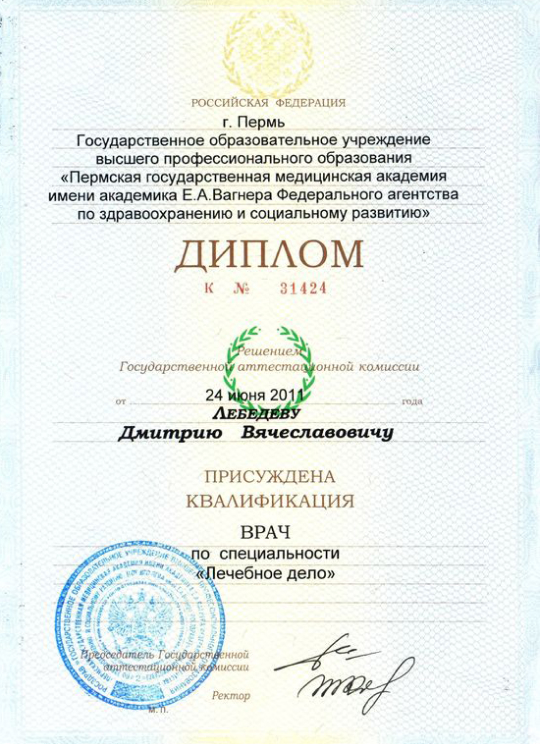 РОССИЙСКАЯ ФЕДЕРАЦИЯ
г. Пермь
Государственное образовательное учреждение
высшего профессионального образования
«Пермская государственная медицинская академия
имени академика Е.А.Вагнера Федерального агентства
по здравоохранению и социальному развитию»
ДИПЛОМ
К № 31424
Решением
Государственной аттестационной комиссии
от 24 июня 2011 года
ЛЕБЕДЕВУ
Дмитрию Вячеславовичу
ПРИСУЖДЕНА
КВАЛИФИКАЦИЯ
ВРАЧ
по специальности
«Лечебное дело»
Председатель Государственной
аттестационной комиссии
Ректор
М. П.